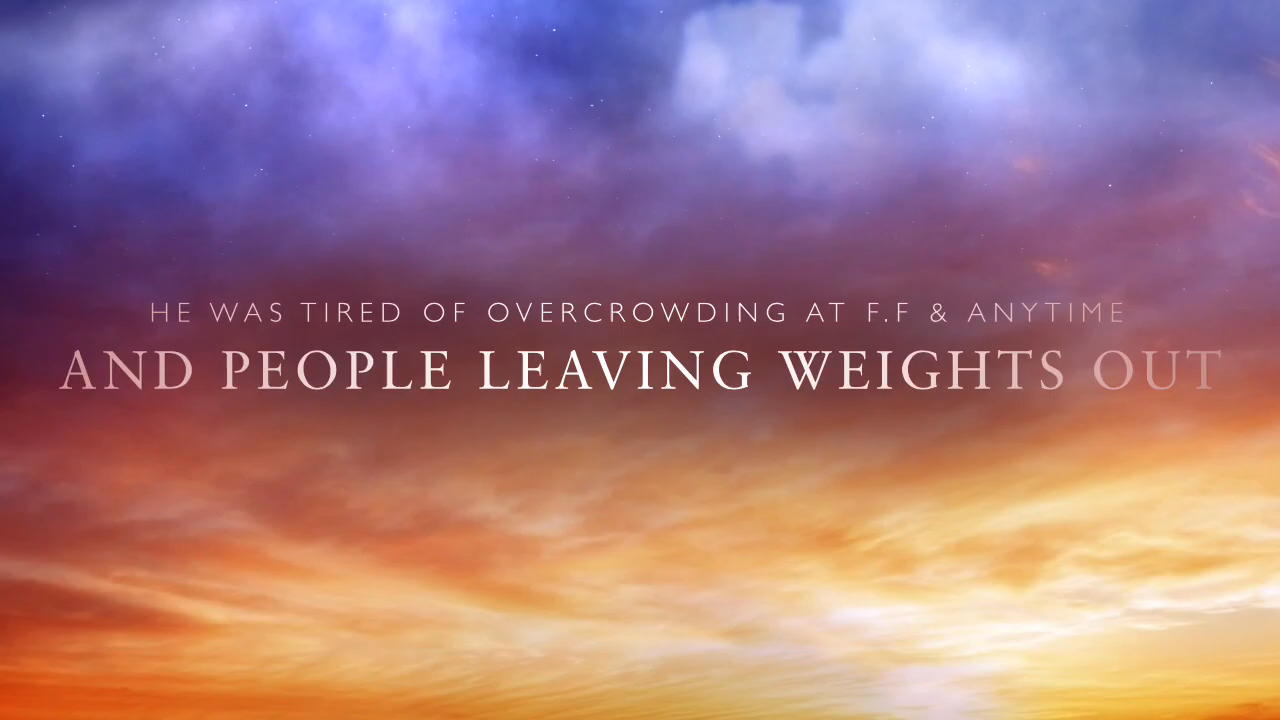 HE WAS TIRED OF OVERCROWDING AT F.F & ANYTIME
AND PEOPLE LEAVING WEIGHTS OUT